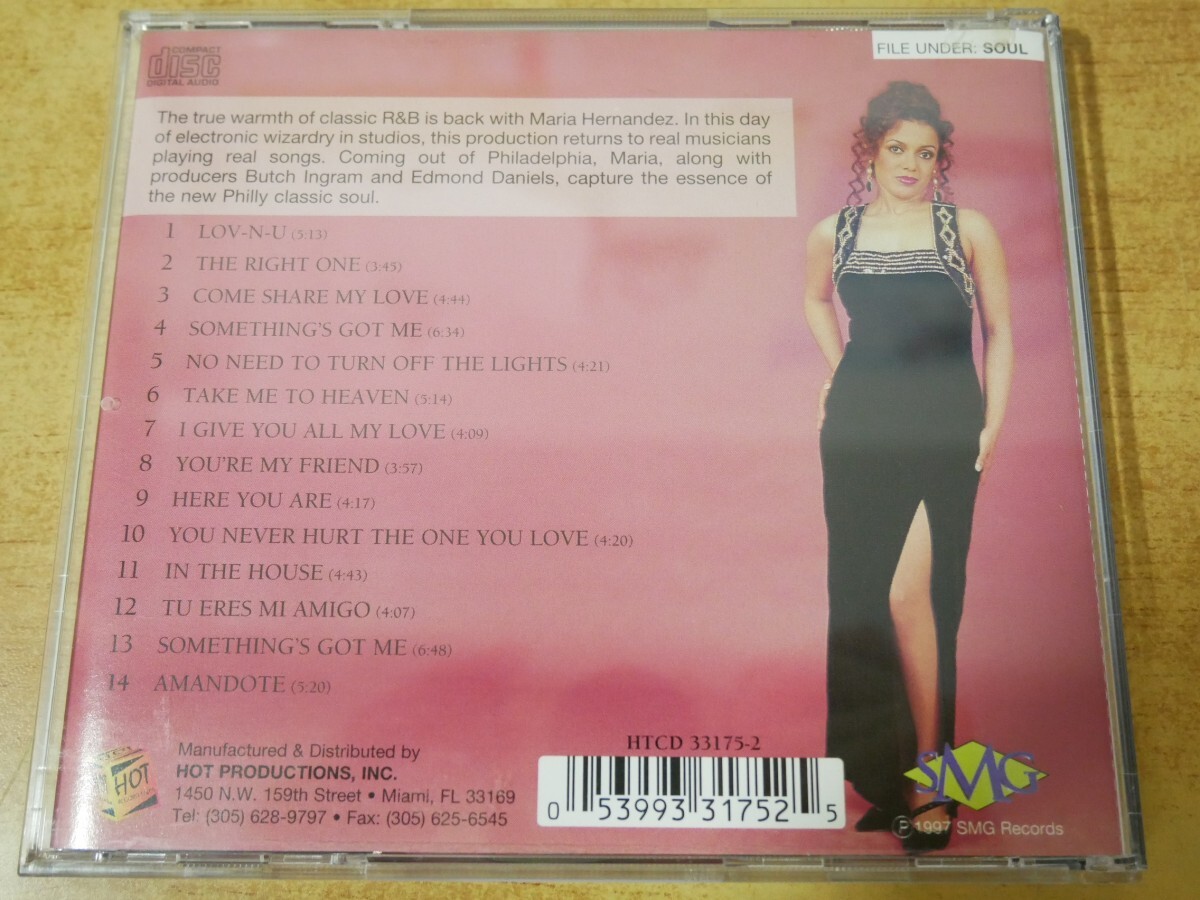 COMPACT
disc
DIGITAL AUDIO
FILE UNDER: SOUL
The true warmth of classic R&B is back with Maria Hernandez. In this day
of electronic wizardry in studios, this production returns to real musicians
playing real songs. Coming out of Philadelphia, Maria, along with
producers Butch Ingram and Edmond Daniels, capture the essence of
the new Philly classic soul.
1 LOV-N-U (5:13)
2 THE RIGHT ONE (3:45)
3 COME SHARE MY LOVE (4:44)
4 SOMETHING'S GOT ME (6:34)
5 NO NEED TO TURN OFF THE LIGHTS (4:21)
6 TAKE ME TO HEAVEN (5:14)
7 I GIVE YOU ALL MY LOVE (4:09)
8 YOU'RE MY FRIEND (3:57)
9 HERE YOU ARE (4:17)
10 YOU NEVER HURT THE ONE YOU LOVE (4:20)
11 IN THE HOUSE (4:43)
12 TU ERES MI AMIGO (4:07)
13 SOMETHING'S GOT ME (6:48)
14 AMANDOTE (5:20)
HOT
Manufactured & Distributed by
HOT PRODUCTIONS, INC.
1450 N.W. 159th Street • Miami, FL 33169
Tel: (305) 628-9797 • Fax: (305) 625-6545
HTCD 33175-2
0 53993 31752 5
SMG
℗ 1997 SMG Records